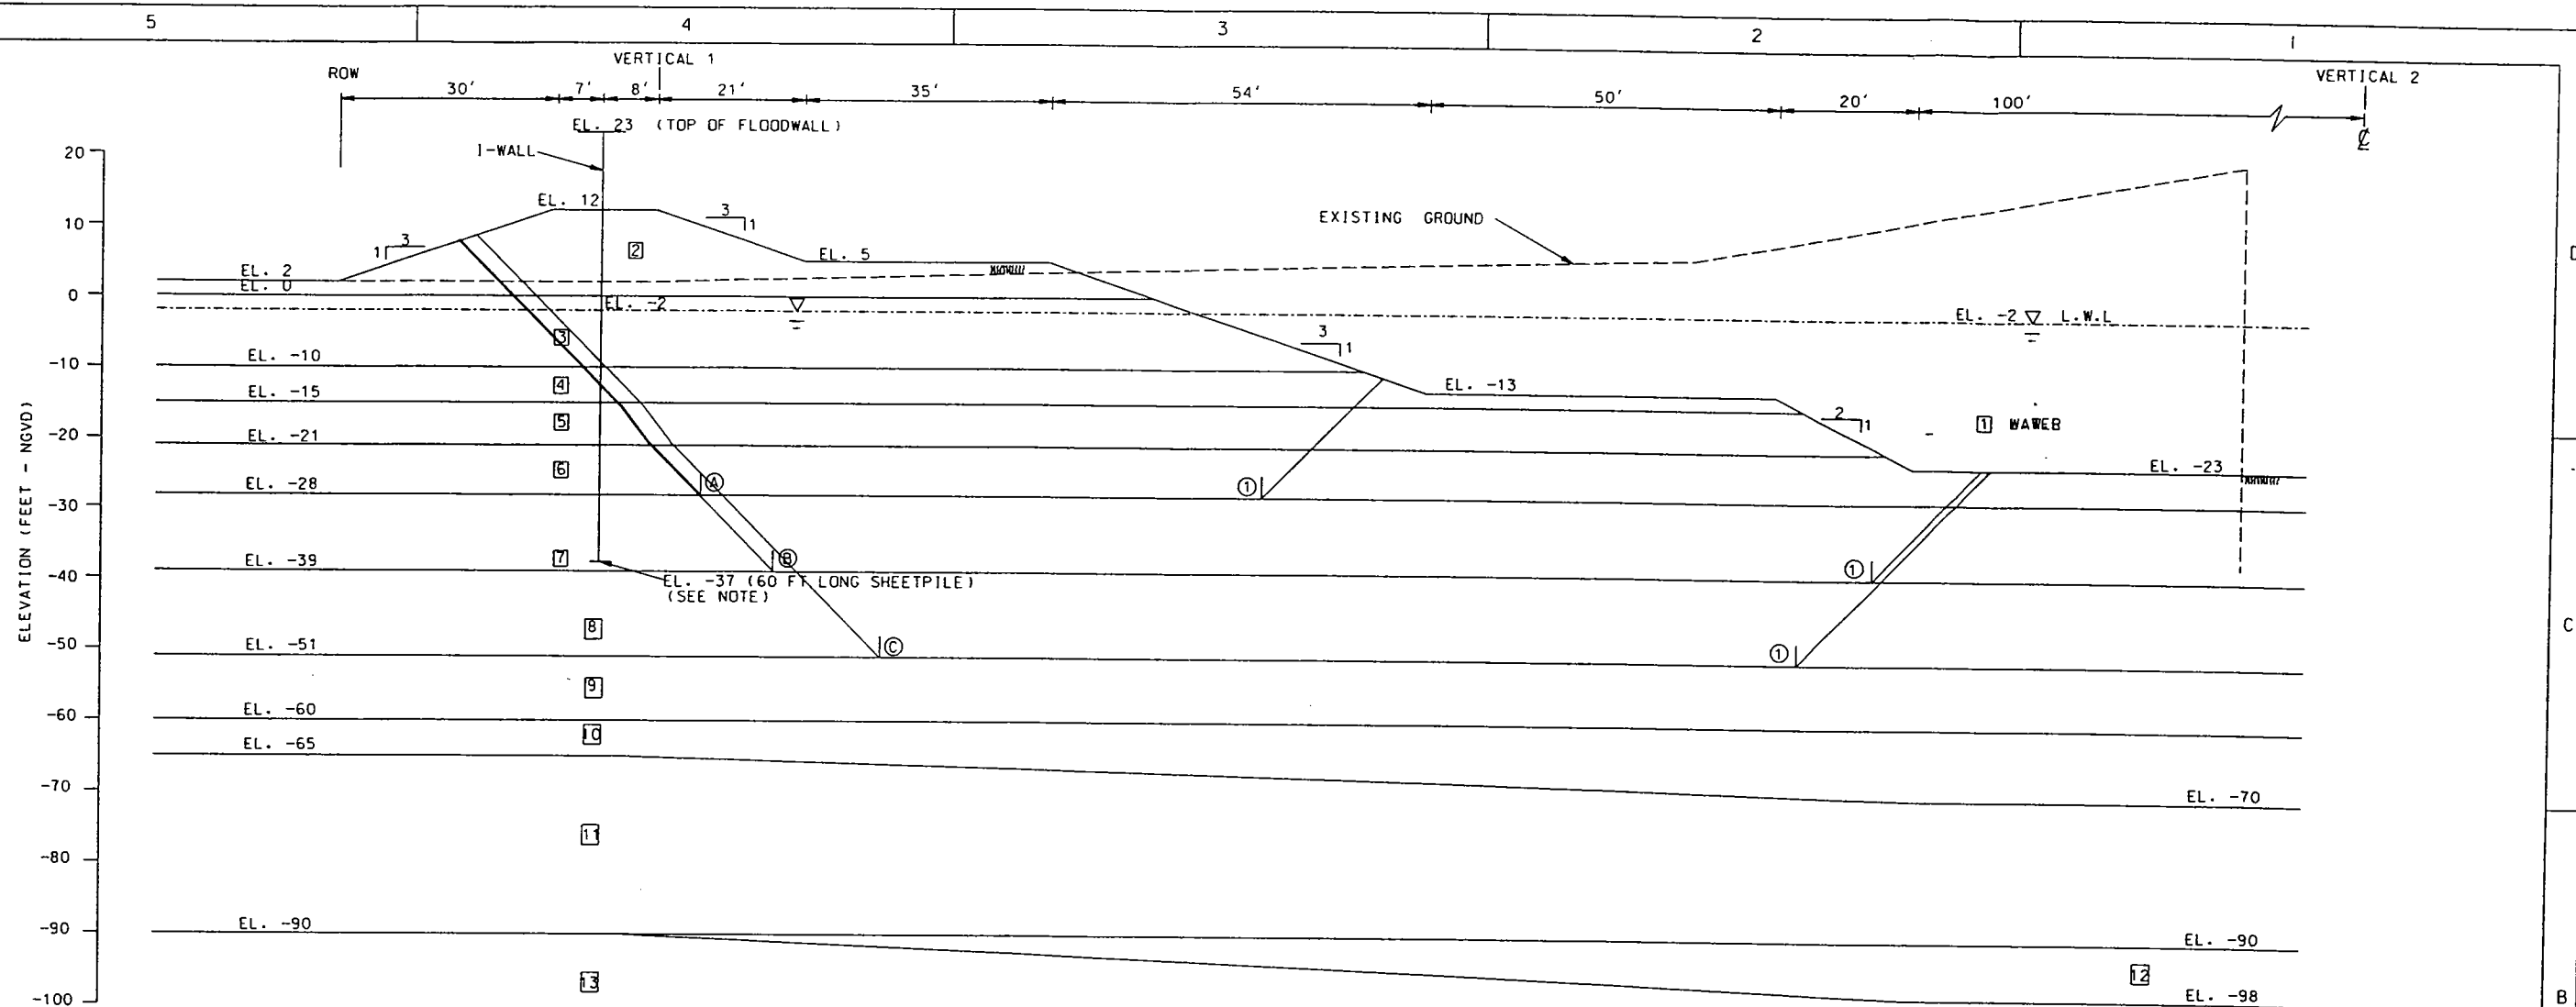 5 4 3 2 1
VERTICAL 1
ROW
VERTICAL 2
30' 7' 8' 21' 35' 54' 50' 20' 100'
EL. 23 (TOP OF FLOODWALL)
℄
I-WALL
20
EL. 12
3
1
10
EXISTING GROUND
1
3
2
EL. 5
EL. 2
EL. 0
0
EL. -2
EL. -2 L.W.L
3
3
1
-10
EL. -10
4
EL. -13
EL. -15
5
2
1
1
-20
EL. -21
6
EL. -23
EL. -28
A
1
-30
ELEVATION (FEET - NGVD)
7
B
1
EL. -39
-40
EL. -37 (60 FT LONG SHEETPILE)
(SEE NOTE)
8
C
-50
EL. -51
C
1
9
-60
EL. -60
10
EL. -65
-70
EL. -70
11
-80
-90
EL. -90
EL. -90
13
12
-100
EL. -98
B